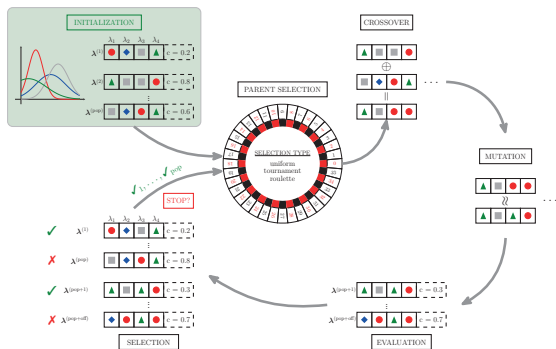 INITIALIZATION
λ₁ λ₂ λ₃ λ₄
λ⁽¹⁾ c = 0.2
λ⁽²⁾ c = 0.8
⋮
λ⁽ᵖᵒᵖ⁾ c = 0.6
PARENT SELECTION
SELECTION TYPE
uniform
tournament
roulette
CROSSOVER
⊕
=
· · ·
MUTATION
≈
· · ·
λ⁽ᵖᵒᵖ⁺¹⁾ c = 0.3
⋮
λ⁽ᵖᵒᵖ⁺ᵒᶠᶠ⁾ c = 0.7
EVALUATION
✓1, . . . , ✓pop
STOP?
λ₁ λ₂ λ₃ λ₄
✓ λ⁽¹⁾ c = 0.2
⋮
✗ λ⁽ᵖᵒᵖ⁾ c = 0.8
✓ λ⁽ᵖᵒᵖ⁺¹⁾ c = 0.3
⋮
✗ λ⁽ᵖᵒᵖ⁺ᵒᶠᶠ⁾ c = 0.7
SELECTION